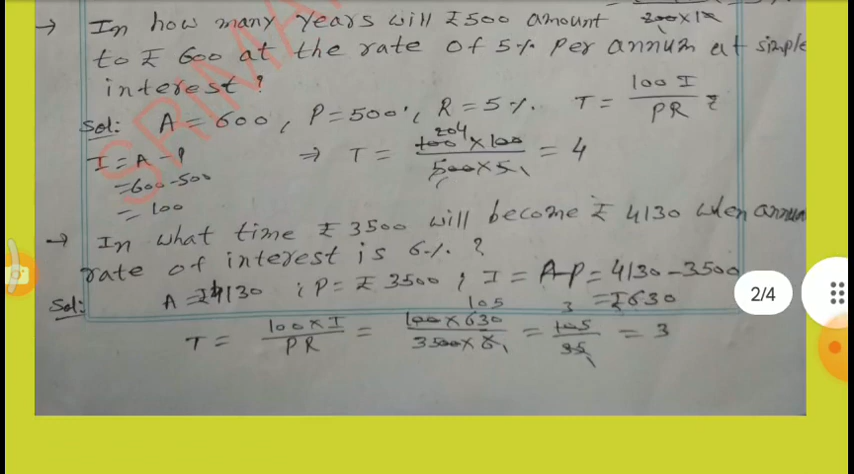 200×12
→ In how many years will ₹500 amount
to ₹ 600 at the rate of 5% per annum at simple
interest?
Sol: A = 600, P = 500, R = 5%. T = 100 I / PR
I = A - P ⇒ T = 100 × 100 / 500 × 5 = 4
= 600 - 500
= 100
→ In what time ₹ 3500 will become ₹ 4130 when annua
rate of interest is 6%?
Sol: A = ₹4130 ; P = ₹ 3500 ; I = A-P = 4130 - 3500
= ₹630
T = 100 × I / PR = 100 × 630 / 3500 × 6 = 105 / 35 = 3
2/4